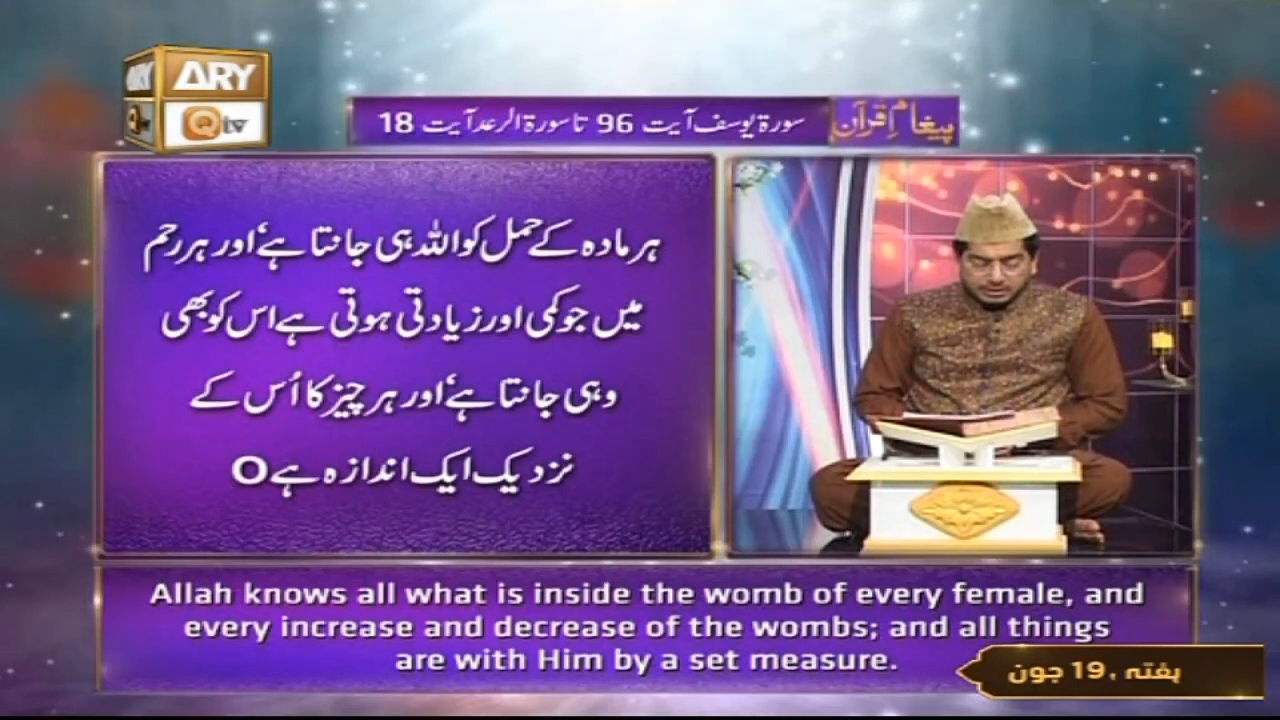 ARY
ARY
Qtv
پیغامِ قرآن
سورۃ یوسف آیت 96 تا سورۃ الرعد آیت 18
ہر مادہ کے حمل کو اللہ ہی جانتا ہے اور ہر رحم
میں جو کمی اور زیادتی ہوتی ہے اس کو بھی
وہی جانتا ہے اور ہر چیز کا اُس کے
نزدیک ایک اندازہ ہے O
Allah knows all what is inside the womb of every female, and
every increase and decrease of the wombs; and all things
are with Him by a set measure.
ہفتہ ، 19 جون